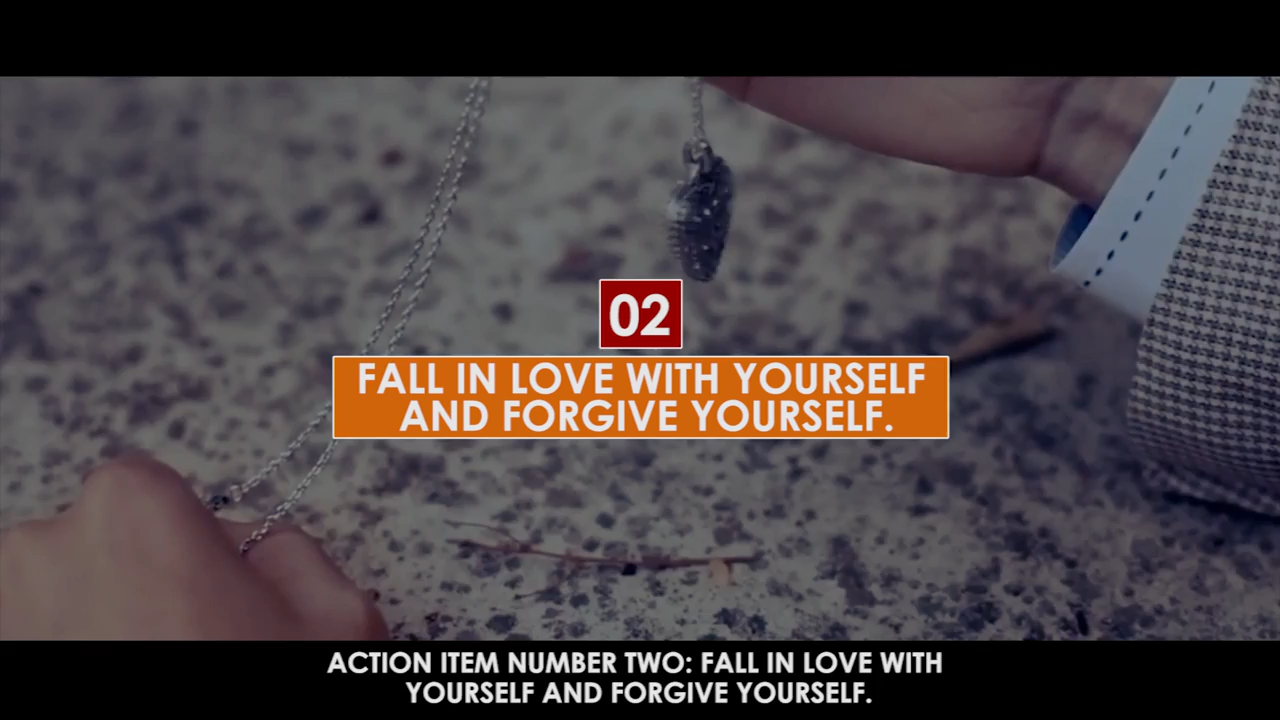 02
FALL IN LOVE WITH YOURSELF
AND FORGIVE YOURSELF.
ACTION ITEM NUMBER TWO: FALL IN LOVE WITH
YOURSELF AND FORGIVE YOURSELF.